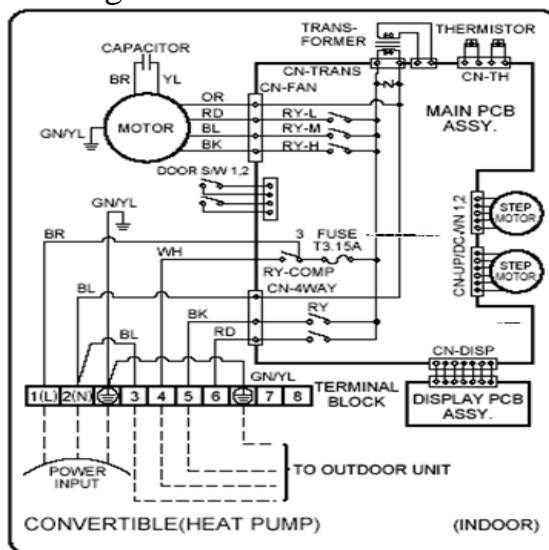 TRANS-
FORMER
THERMISTOR
CAPACITOR
BR YL
CN-TRANS
CN-TH
CN-FAN
N
MAIN PCB
ASSY.
OR
RD RY-L
BL RY-M
BK RY-H
MOTOR
GN/YL
DOOR S/W 1,2
STEP
MOTOR
STEP
MOTOR
CN-UP/DC-WN 1,2
GN/YL
BR
3 FUSE
T3.15A
WH
RY-COMP
BL
CN-4WAY
BK
RY
BL
RD
CN-DISP
GN/YL
1(L) 2(N) 3 4 5 6 7 8
TERMINAL
BLOCK
DISPLAY PCB
ASSY.
POWER
INPUT
TO OUTDOOR UNIT
CONVERTIBLE(HEAT PUMP)
(INDOOR)